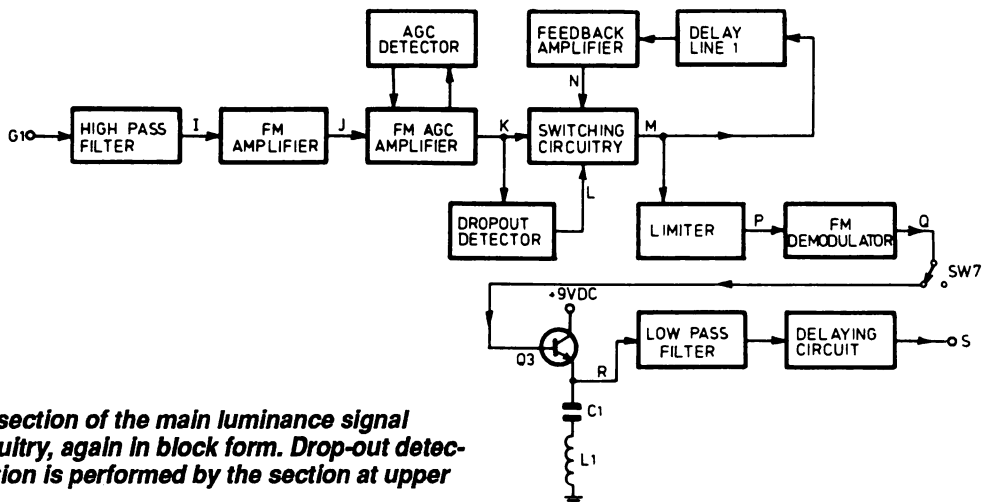 AGC
DETECTOR
FEEDBACK
AMPLIFIER
DELAY
LINE 1
N
G1
HIGH PASS
FILTER
I
FM
AMPLIFIER
J
FM AGC
AMPLIFIER
K
SWITCHING
CIRCUITRY
M
L
DROPOUT
DETECTOR
LIMITER
P
FM
DEMODULATOR
Q
SW7
+9VDC
Q3
R
LOW PASS
FILTER
DELAYING
CIRCUIT
S
C1
L1
section of the main luminance signal
uitry, again in block form. Drop-out detec-
ion is performed by the section at upper